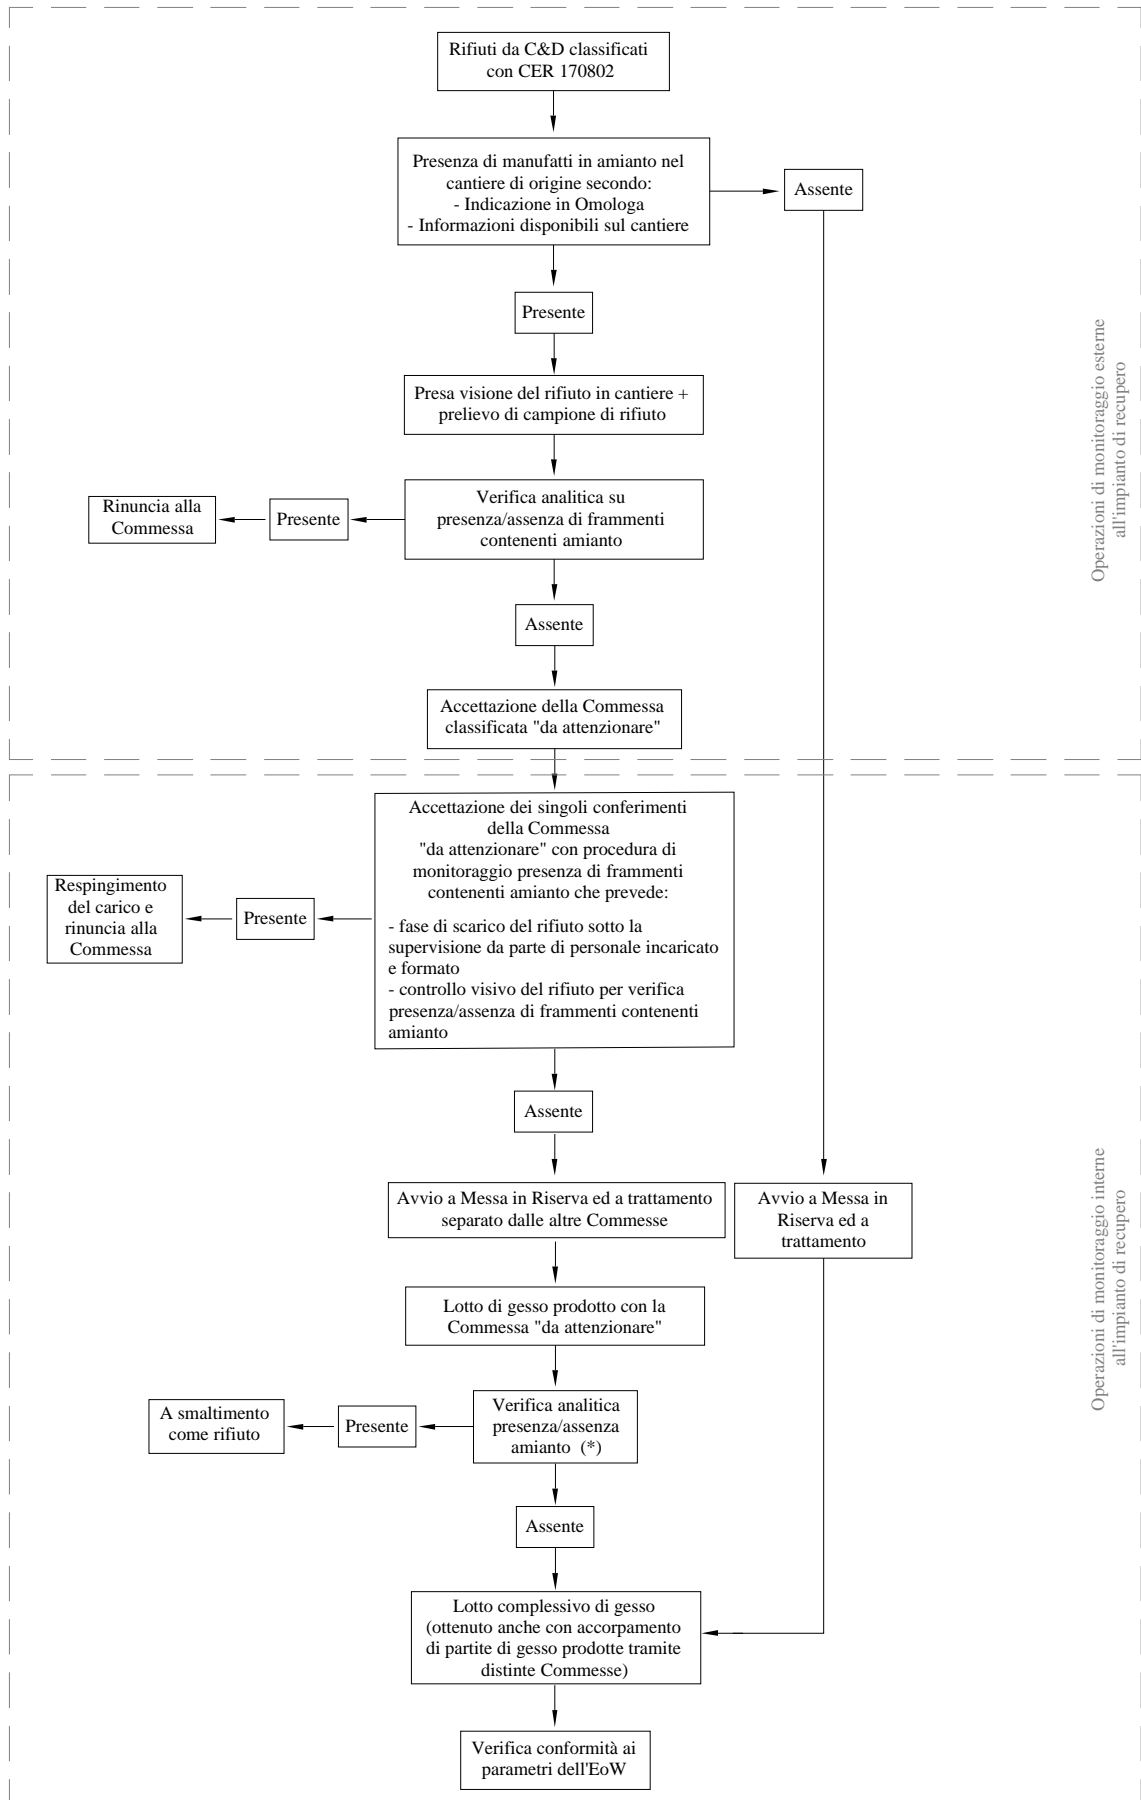 Rifiuti da C&D classificati
con CER 170802
Presenza di manufatti in amianto nel
cantiere di origine secondo:
- Indicazione in Omologa
- Informazioni disponibili sul cantiere
Assente
Presente
Presa visione del rifiuto in cantiere +
prelievo di campione di rifiuto
Verifica analitica su
presenza/assenza di frammenti
contenenti amianto
Presente
Rinuncia alla
Commessa
Assente
Accettazione della Commessa
classificata "da attenzionare"
Operazioni di monitoraggio esterne
all'impianto di recupero
Accettazione dei singoli conferimenti
della Commessa
"da attenzionare" con procedura di
monitoraggio presenza di frammenti
contenenti amianto che prevede:
- fase di scarico del rifiuto sotto la
supervisione da parte di personale incaricato
e formato
- controllo visivo del rifiuto per verifica
presenza/assenza di frammenti contenenti
amianto
Presente
Respingimento
del carico e
rinuncia alla
Commessa
Assente
Avvio a Messa in Riserva ed a trattamento
separato dalle altre Commesse
Avvio a Messa in
Riserva ed a
trattamento
Lotto di gesso prodotto con la
Commessa "da attenzionare"
Verifica analitica
presenza/assenza
amianto (*)
Presente
A smaltimento
come rifiuto
Assente
Lotto complessivo di gesso
(ottenuto anche con accorpamento
di partite di gesso prodotte tramite
distinte Commesse)
Verifica conformità ai
parametri dell'EoW
Operazioni di monitoraggio interne
all'impianto di recupero